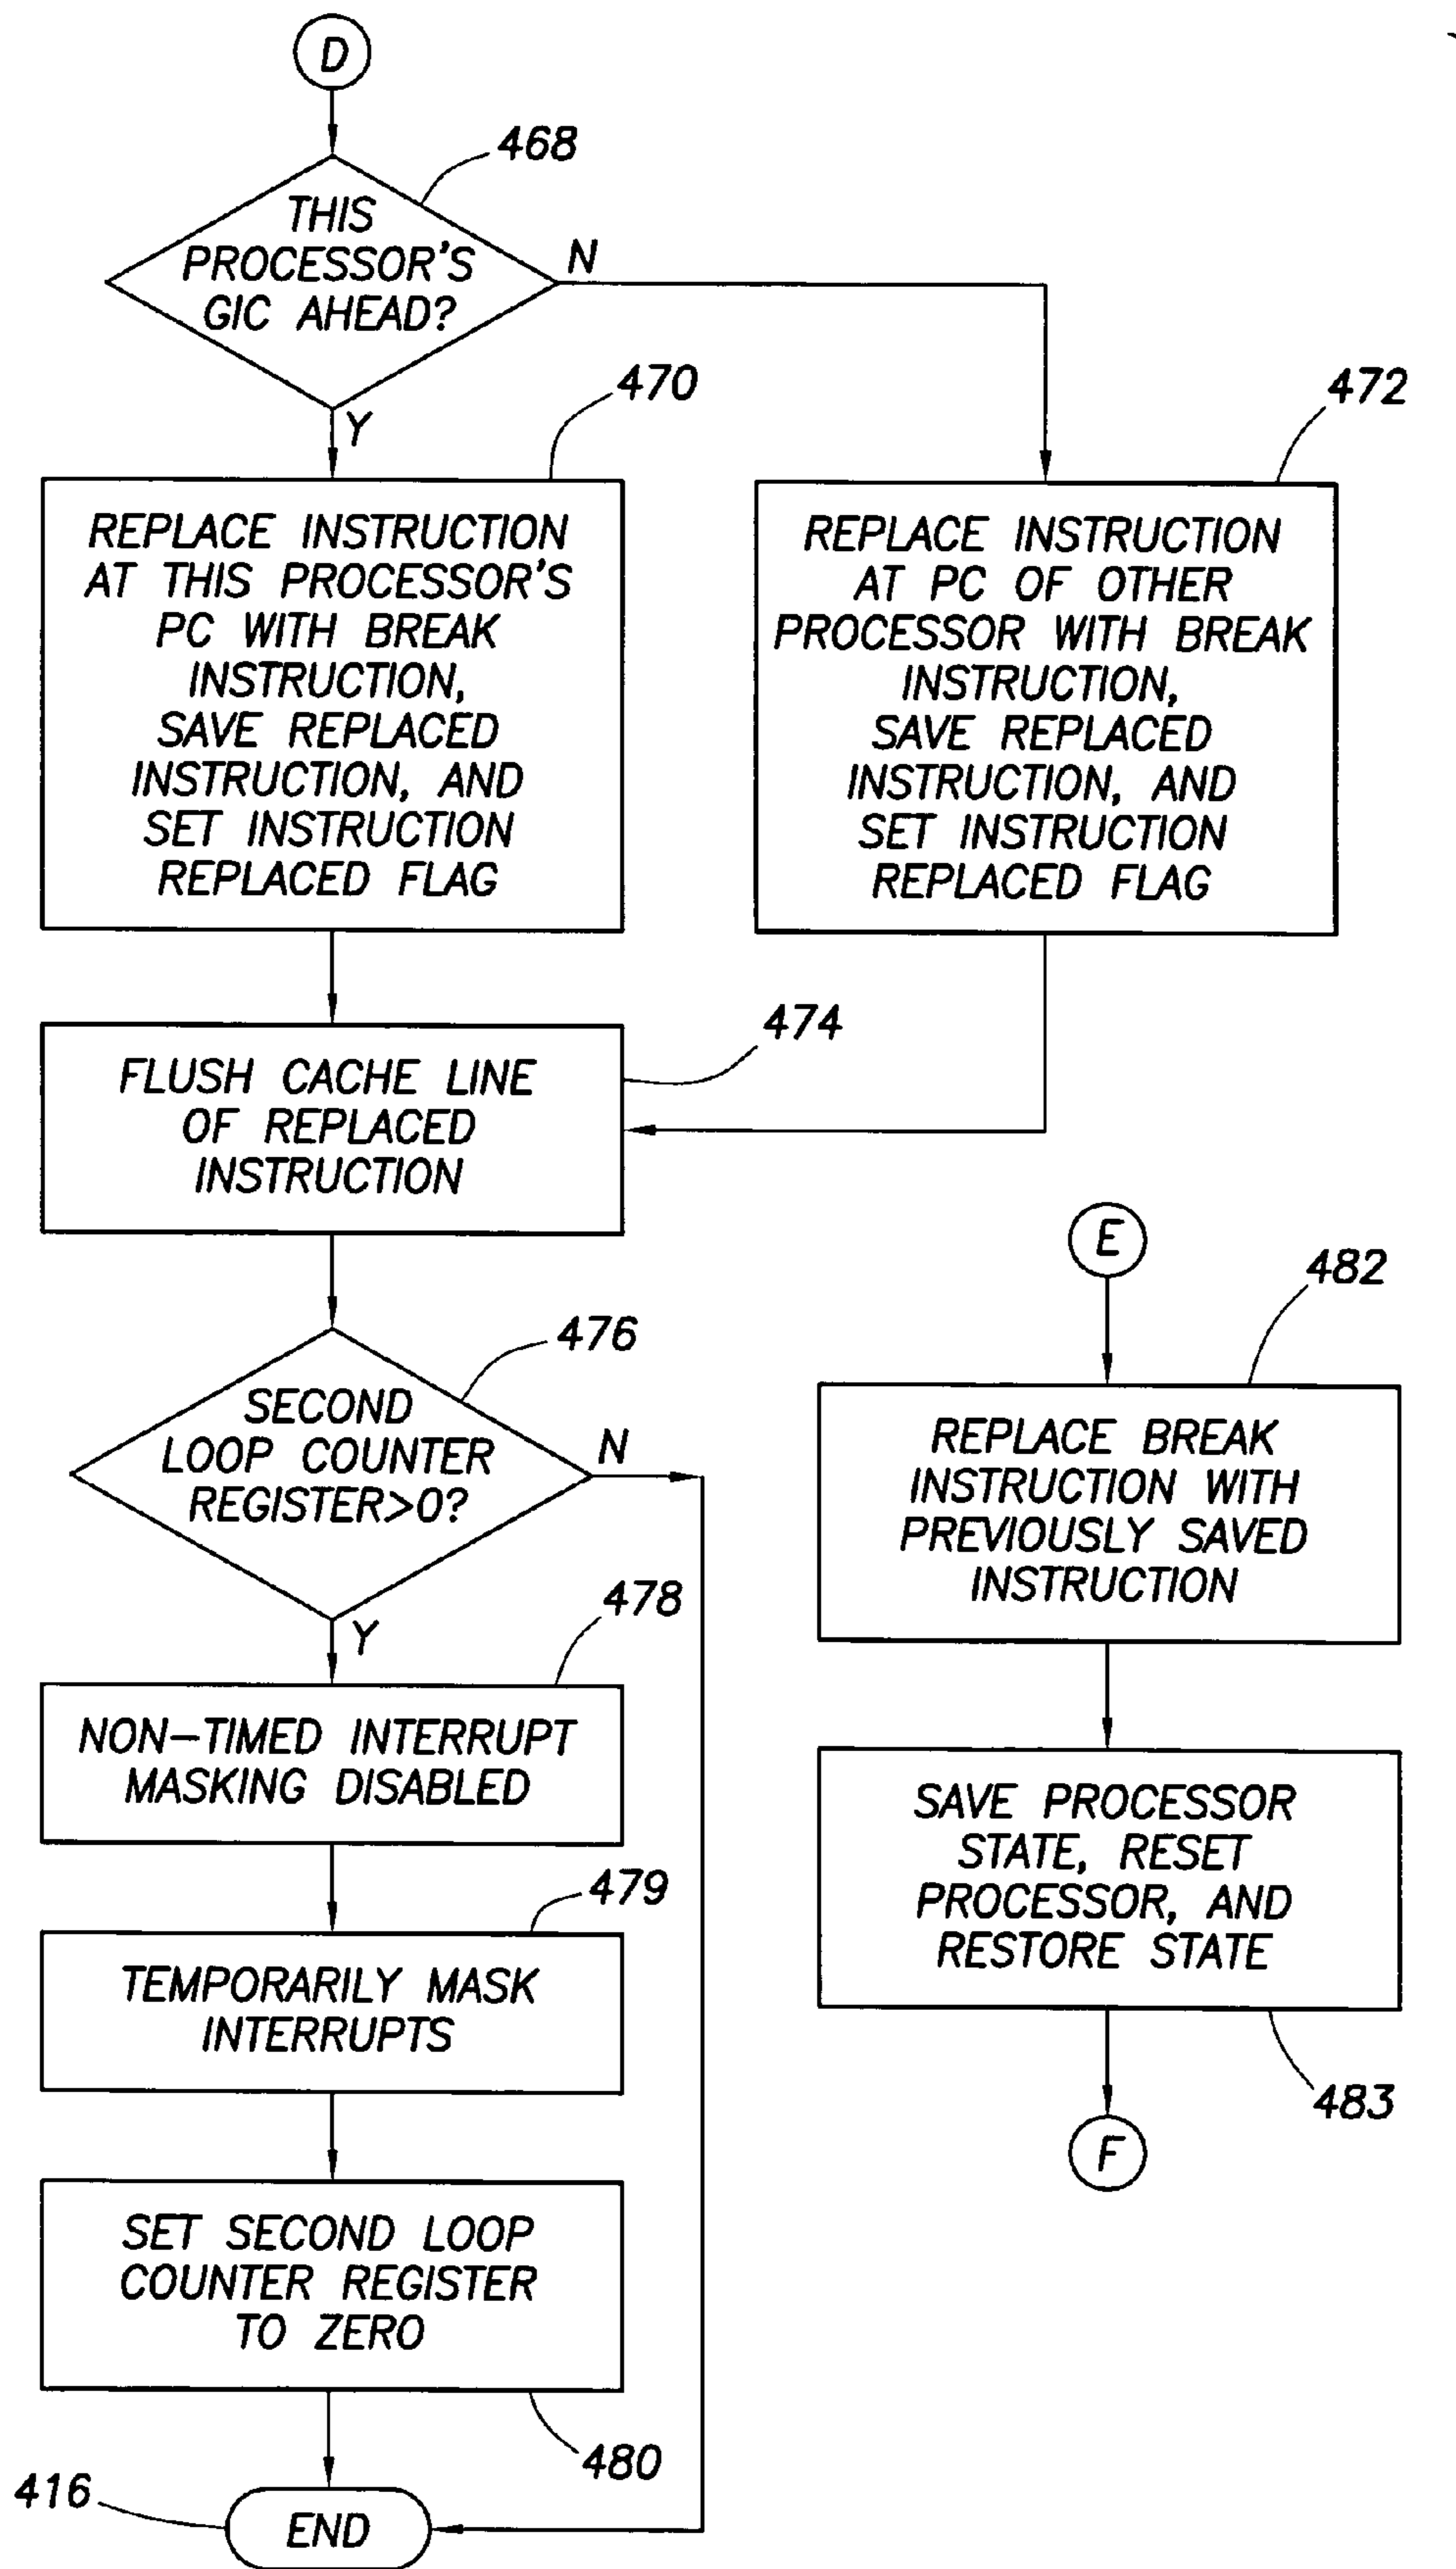 D
468
THIS
PROCESSOR'S
GIC AHEAD?
N
Y
470
REPLACE INSTRUCTION
AT THIS PROCESSOR'S
PC WITH BREAK
INSTRUCTION,
SAVE REPLACED
INSTRUCTION, AND
SET INSTRUCTION
REPLACED FLAG
472
REPLACE INSTRUCTION
AT PC OF OTHER
PROCESSOR WITH BREAK
INSTRUCTION,
SAVE REPLACED
INSTRUCTION, AND
SET INSTRUCTION
REPLACED FLAG
474
FLUSH CACHE LINE
OF REPLACED
INSTRUCTION
476
SECOND
LOOP COUNTER
REGISTER>0?
N
Y
478
NON-TIMED INTERRUPT
MASKING DISABLED
479
TEMPORARILY MASK
INTERRUPTS
SET SECOND LOOP
COUNTER REGISTER
TO ZERO
480
416
END
E
482
REPLACE BREAK
INSTRUCTION WITH
PREVIOUSLY SAVED
INSTRUCTION
SAVE PROCESSOR
STATE, RESET
PROCESSOR, AND
RESTORE STATE
483
F